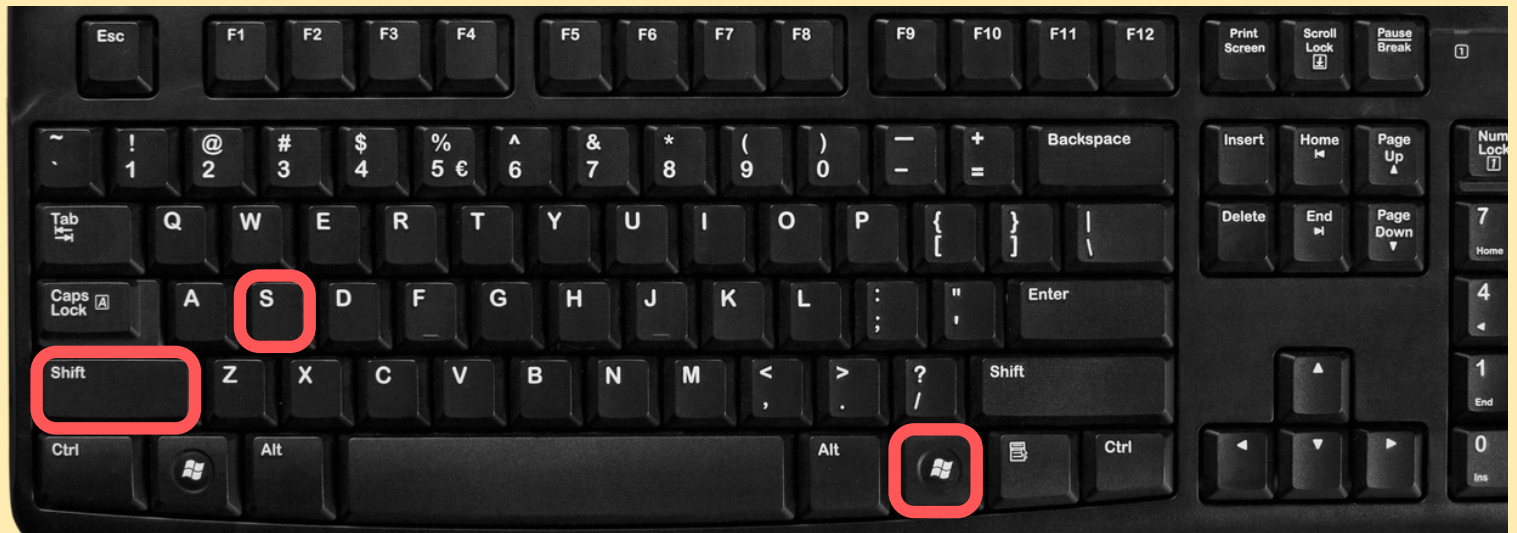 Esc F1 F2 F3 F4 F5 F6 F7 F8 F9 F10 F11 F12 Print Screen Scroll Lock Pause Break 1
~ ` ! 1 @ 2 # 3 $ 4 % 5 € ^ 6 & 7 * 8 ( 9 ) 0 — – + = Backspace Insert Home Page Up Num Lock 1
Tab Q W E R T Y U I O P { [ } ] | \ Delete End Page Down 7 Home
Caps Lock A A S D F G H J K L : ; " ' Enter 4
Shift Z X C V B N M < , > . ? / Shift 1 End
Ctrl Alt Alt Ctrl 0 Ins